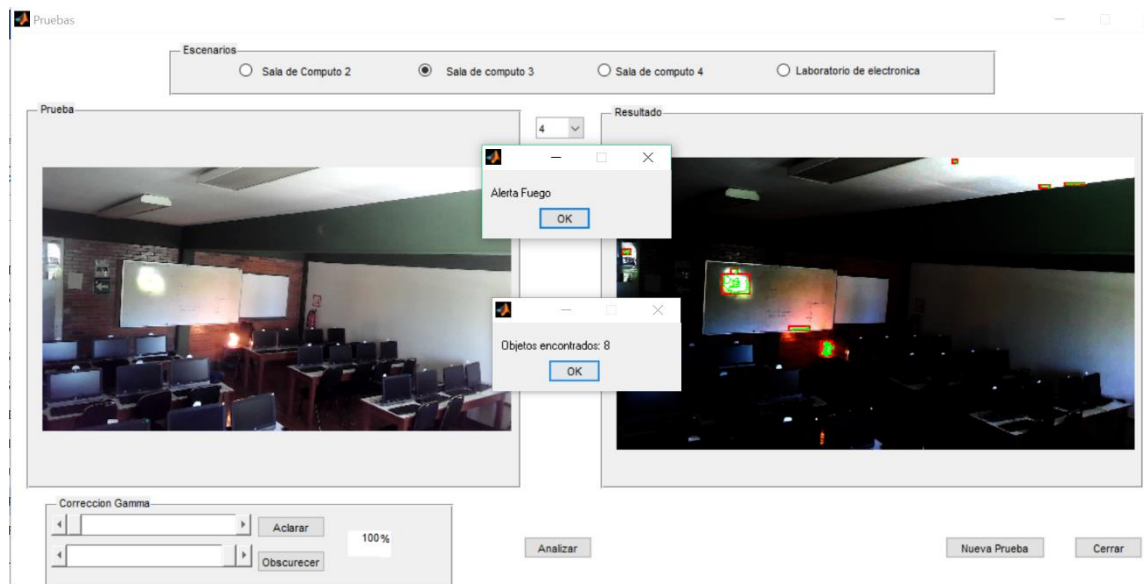 Pruebas
Escenarios
Sala de Computo 2
Sala de computo 3
Sala de computo 4
Laboratorio de electronica
Prueba
4
Resultado
Alerta Fuego
OK
Objetos encontrados: 8
OK
Correccion Gamma
Aclarar
100%
Obscurecer
Analizar
Nueva Prueba
Cerrar